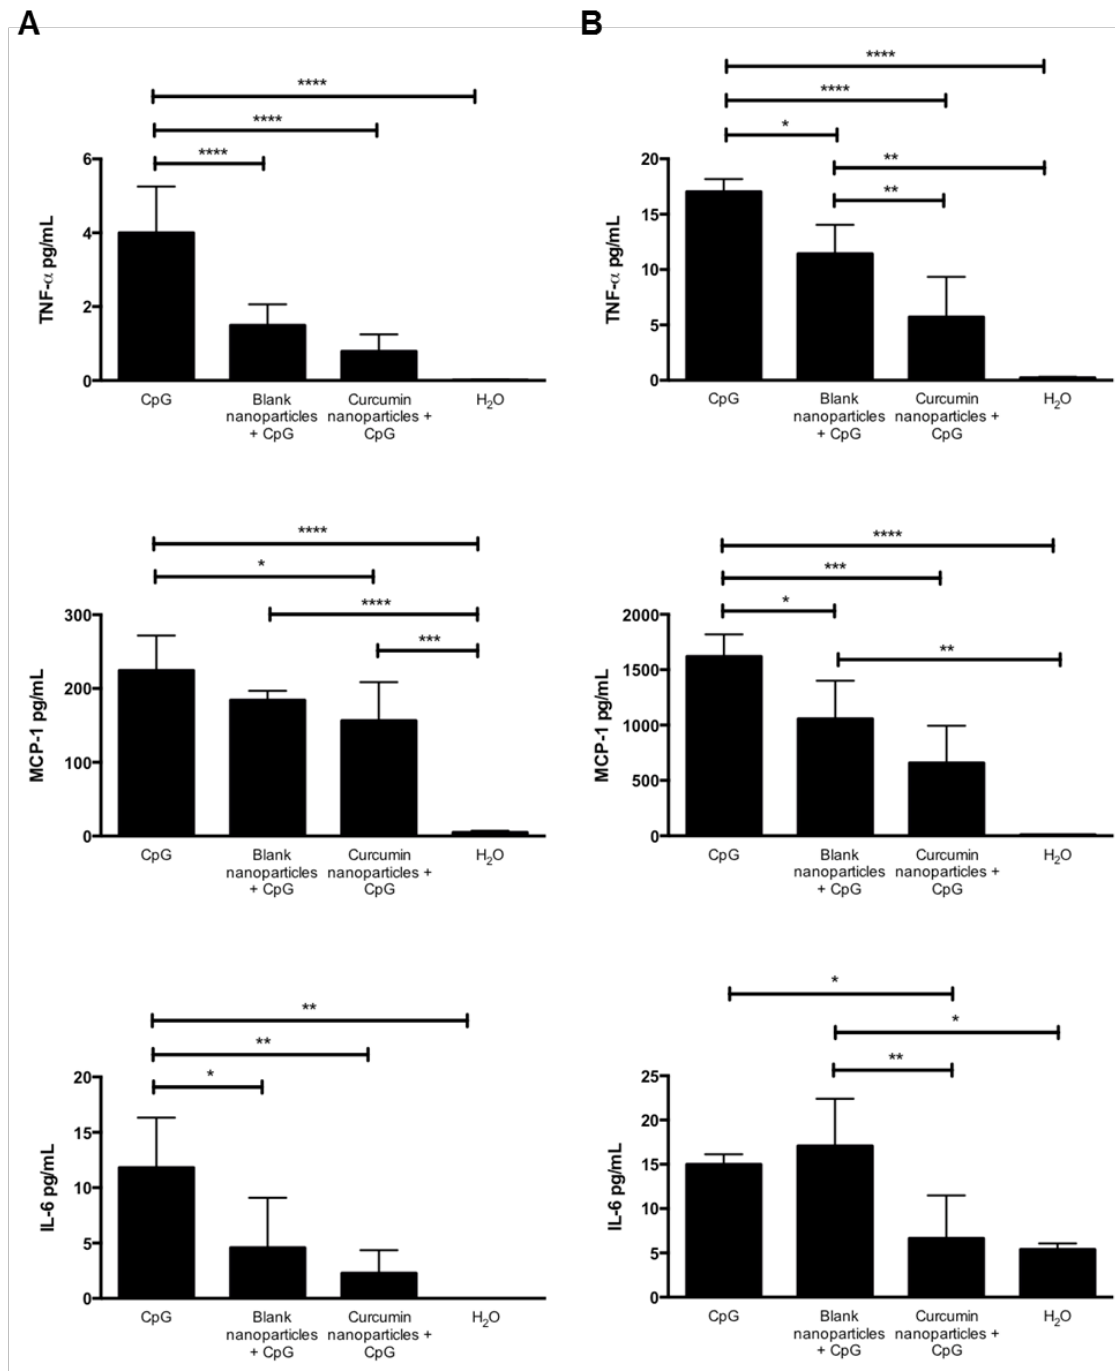 A
B
****
****
****
TNF-α pg/mL
6
4
2
0
CpG
Blank
nanoparticles
+ CpG
Curcumin
nanoparticles +
CpG
H₂O
****
****
*
**
**
TNF-α pg/mL
20
15
10
5
0
CpG
Blank
nanoparticles
+ CpG
Curcumin
nanoparticles +
CpG
H₂O
****
*
****
***
MCP-1 pg/mL
300
200
100
0
CpG
Blank
nanoparticles
+ CpG
Curcumin
nanoparticles +
CpG
H₂O
****
***
*
**
MCP-1 pg/mL
2000
1500
1000
500
0
CpG
Blank
nanoparticles
+ CpG
Curcumin
nanoparticles +
CpG
H₂O
**
**
*
IL-6 pg/mL
20
15
10
5
0
CpG
Blank
nanoparticles
+ CpG
Curcumin
nanoparticles +
CpG
H₂O
*
*
**
IL-6 pg/mL
25
20
15
10
5
0
CpG
Blank
nanoparticles
+ CpG
Curcumin
nanoparticles +
CpG
H₂O